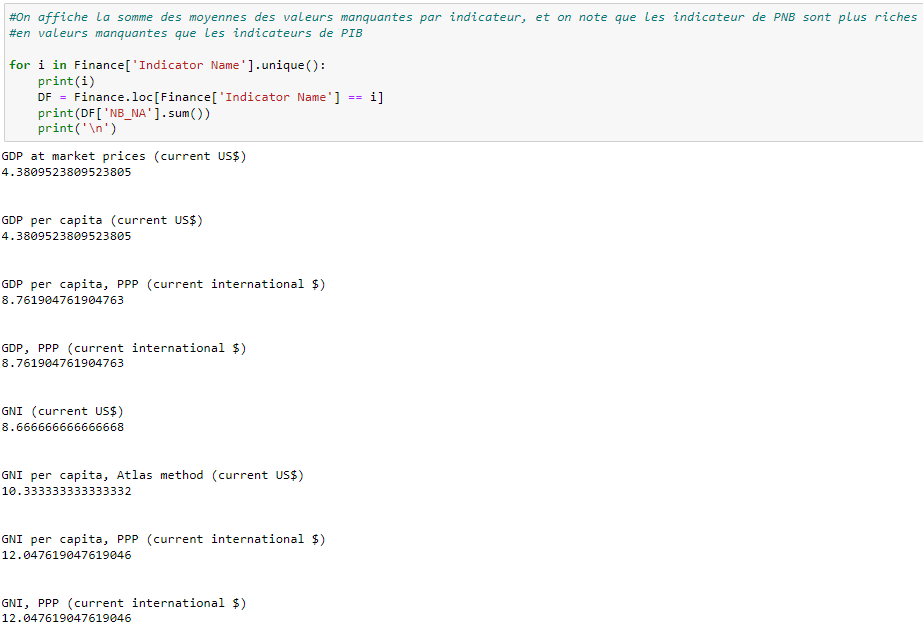 #On affiche la somme des moyennes des valeurs manquantes par indicateur, et on note que les indicateur de PNB sont plus riches
#en valeurs manquantes que les indicateurs de PIB
for i in Finance['Indicator Name'].unique():
    print(i)
    DF = Finance.loc[Finance['Indicator Name'] == i]
    print(DF['NB_NA'].sum())
    print('\n')
GDP at market prices (current US$)
4.3809523809523805
GDP per capita (current US$)
4.3809523809523805
GDP per capita, PPP (current international $)
8.761904761904763
GDP, PPP (current international $)
8.761904761904763
GNI (current US$)
8.666666666666668
GNI per capita, Atlas method (current US$)
10.333333333333332
GNI per capita, PPP (current international $)
12.047619047619046
GNI, PPP (current international $)
12.047619047619046